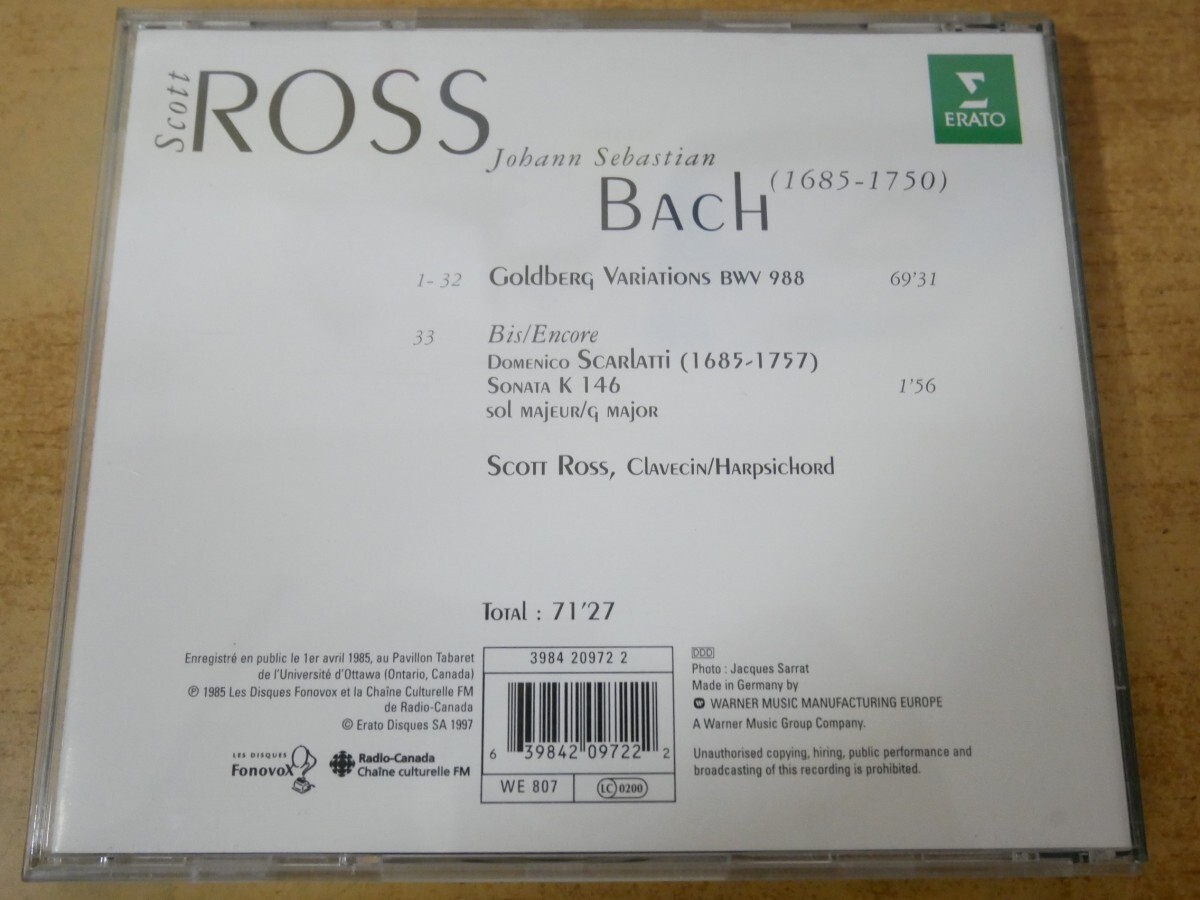 Scott
ROSS
ERATO
Johann Sebastian
BACH (1685-1750)
1-32 GOLDBERG VARIATIONS BWV 988 69'31
33 Bis/Encore
DOMENICO SCARLATTI (1685-1757)
SONATA K 146 1'56
SOL MAJEUR/G MAJOR
SCOTT ROSS, CLAVECIN/HARPSICHORD
TOTAL : 71'27
Enregistré en public le 1er avril 1985, au Pavillon Tabaret
de l'Université d'Ottawa (Ontario, Canada)
℗ 1985 Les Disques Fonovox et la Chaîne Culturelle FM
de Radio-Canada
© Erato Disques SA 1997
LES DISQUES
FONOVOX
Radio-Canada
Chaîne culturelle FM
3984 20972 2
6 39842 09722 2
WE 807
LC 0200
DDD
Photo : Jacques Sarrat
Made in Germany by
WARNER MUSIC MANUFACTURING EUROPE
A Warner Music Group Company.
Unauthorised copying, hiring, public performance and
broadcasting of this recording is prohibited.